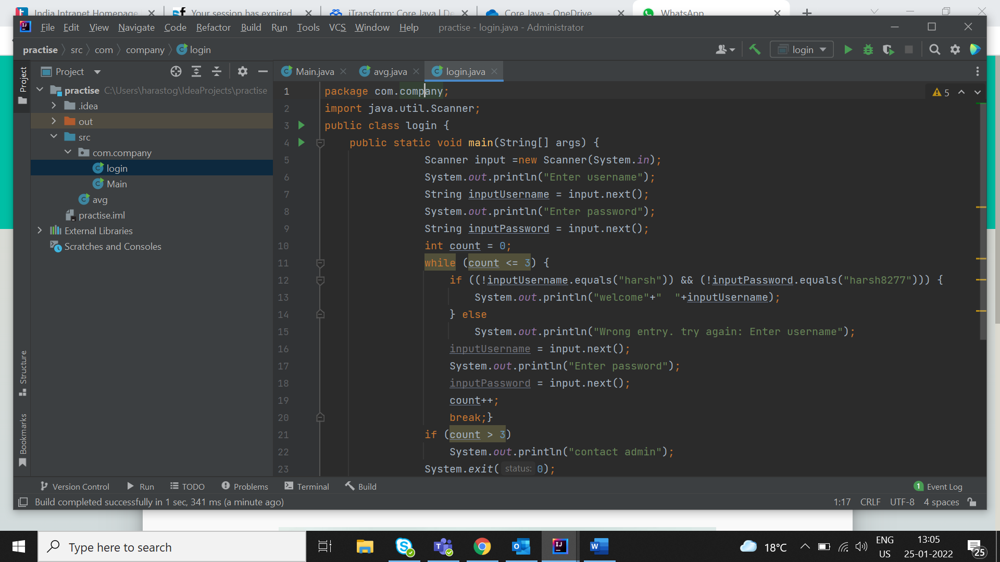 India Intranet Homepage
Your session has expired
iTransform: Core Java | De
Core Java - OneDrive
WhatsApp
File Edit View Navigate Code Refactor Build Run Tools VCS Window Help practise - login.java - Administrator
practise src com company login
login
Project
Project
Main.java avg.java login.java
practise C:\Users\harastog\IdeaProjects\practise
.idea
out
src
com.company
login
Main
avg
practise.iml
External Libraries
Scratches and Consoles
Structure
Bookmarks
5
1 package com.company;
2 import java.util.Scanner;
3 public class login {
4 public static void main(String[] args) {
5 Scanner input =new Scanner(System.in);
6 System.out.println("Enter username");
7 String inputUsername = input.next();
8 System.out.println("Enter password");
9 String inputPassword = input.next();
10 int count = 0;
11 while (count <= 3) {
12 if ((!inputUsername.equals("harsh")) && (!inputPassword.equals("harsh8277"))) {
13 System.out.println("welcome"+"  "+inputUsername);
14 } else
15 System.out.println("Wrong entry. try again: Enter username");
16 inputUsername = input.next();
17 System.out.println("Enter password");
18 inputPassword = input.next();
19 count++;
20 break;}
21 if (count > 3)
22 System.out.println("contact admin");
23 System.exit( status: 0);
Version Control Run TODO Problems Terminal Build 1 Event Log
Build completed successfully in 1 sec, 341 ms (a minute ago) 1:17 CRLF UTF-8 4 spaces
Type here to search
18°C
ENG
US
13:05
25-01-2022
25